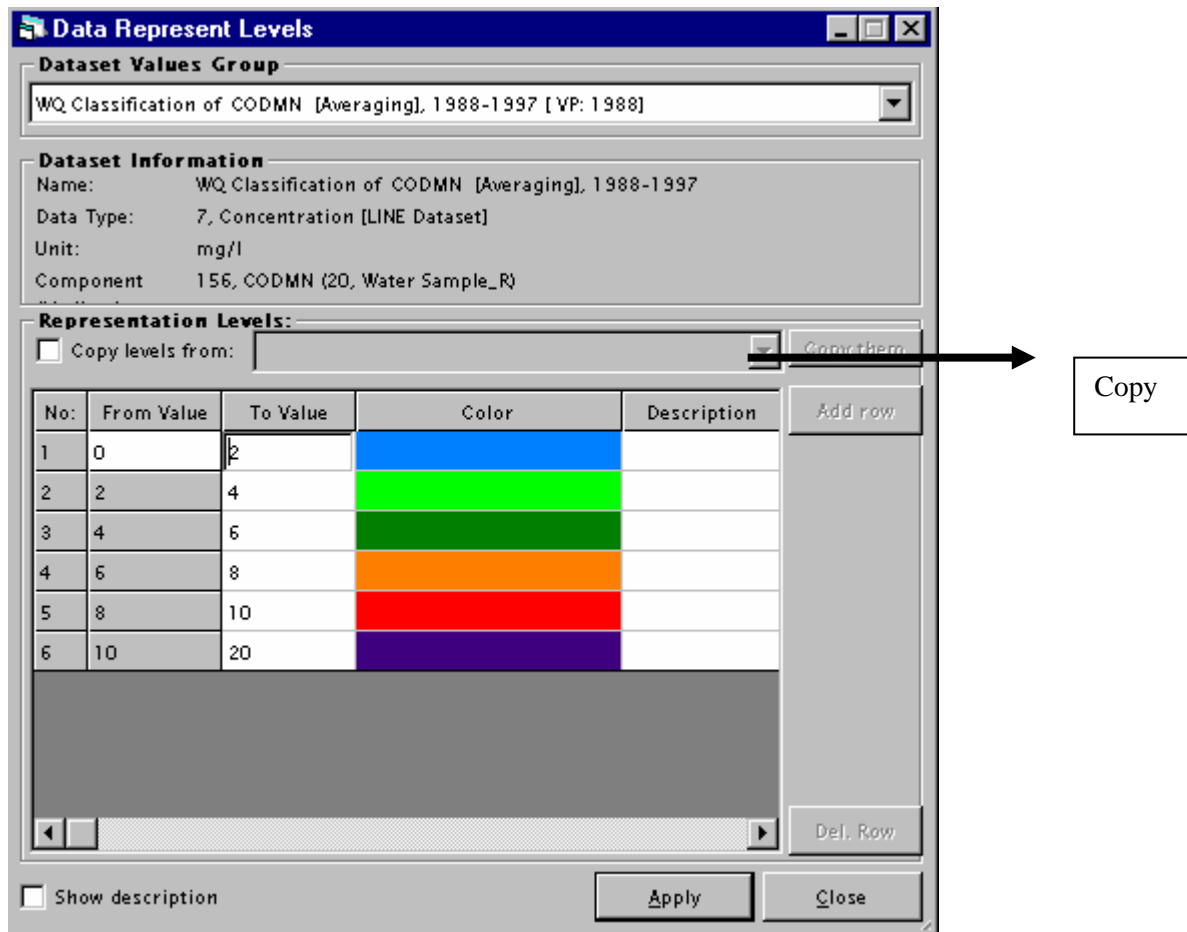 Data Represent Levels
Dataset Values Group
WQ Classification of CODMN [Averaging], 1988-1997 [ VP: 1988]
Dataset Information
Name: WQ Classification of CODMN [Averaging], 1988-1997
Data Type: 7, Concentration [LINE Dataset]
Unit: mg/l
Component 156, CODMN (20, Water Sample_R)
Representation Levels:
Copy levels from: Copy them
Copy
No: From Value To Value Color Description Add row
1 0 2
2 2 4
3 4 6
4 6 8
5 8 10
6 10 20
Del. Row
Show description Apply Close